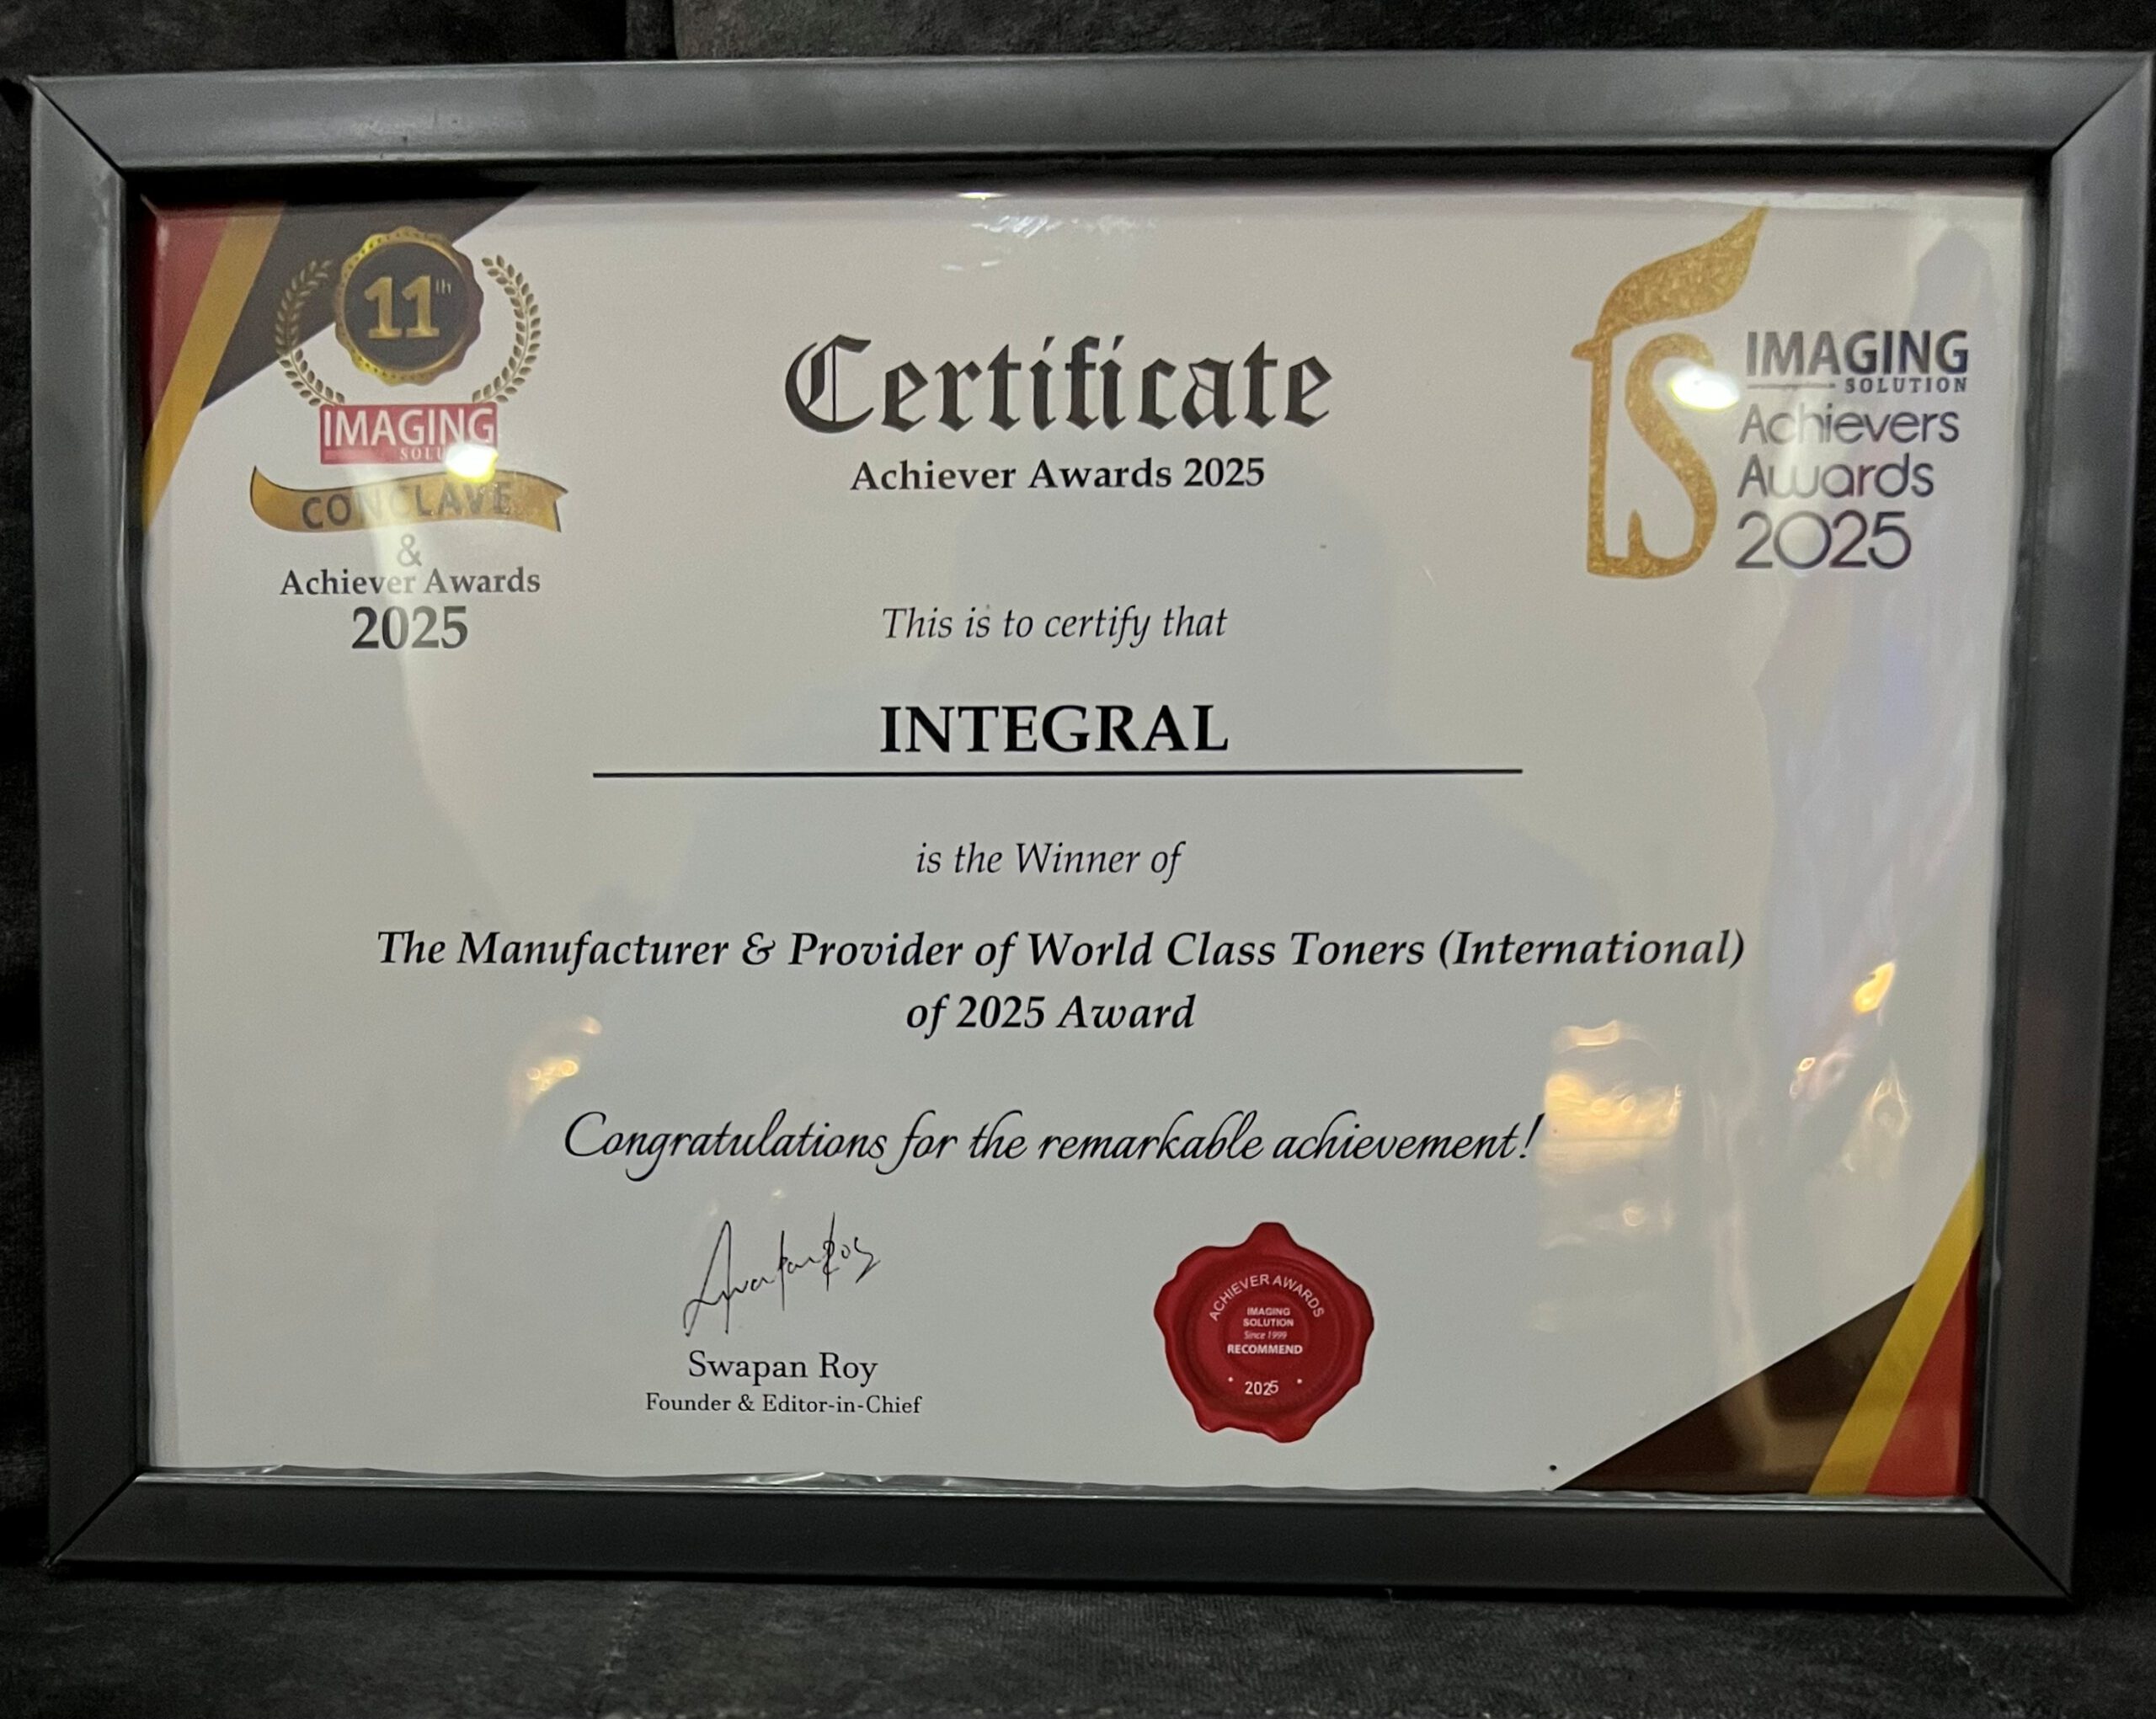 11th
IMAGING
CONCLAVE
&
Achiever Awards
2025
Certificate
Achiever Awards 2025
IMAGING
SOLUTION
Achievers
Awards
2025
This is to certify that
INTEGRAL
is the Winner of
The Manufacturer & Provider of World Class Toners (International)
of 2025 Award
Congratulations for the remarkable achievement!
Swapan Roy
Swapan Roy
Founder & Editor-in-Chief
ACHIEVER AWARDS
IMAGING
SOLUTION
Since 1999
RECOMMEND
2025